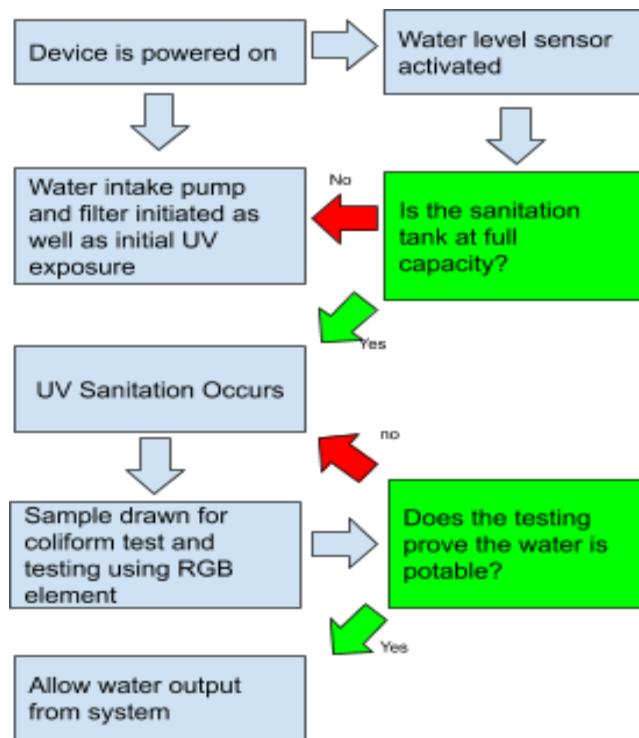 Device is powered on
Water level sensor
activated
Water intake pump
and filter initiated as
well as initial UV
exposure
No
Is the sanitation
tank at full
capacity?
Yes
UV Sanitation Occurs
no
Sample drawn for
coliform test and
testing using RGB
element
Does the testing
prove the water is
potable?
Yes
Allow water output
from system